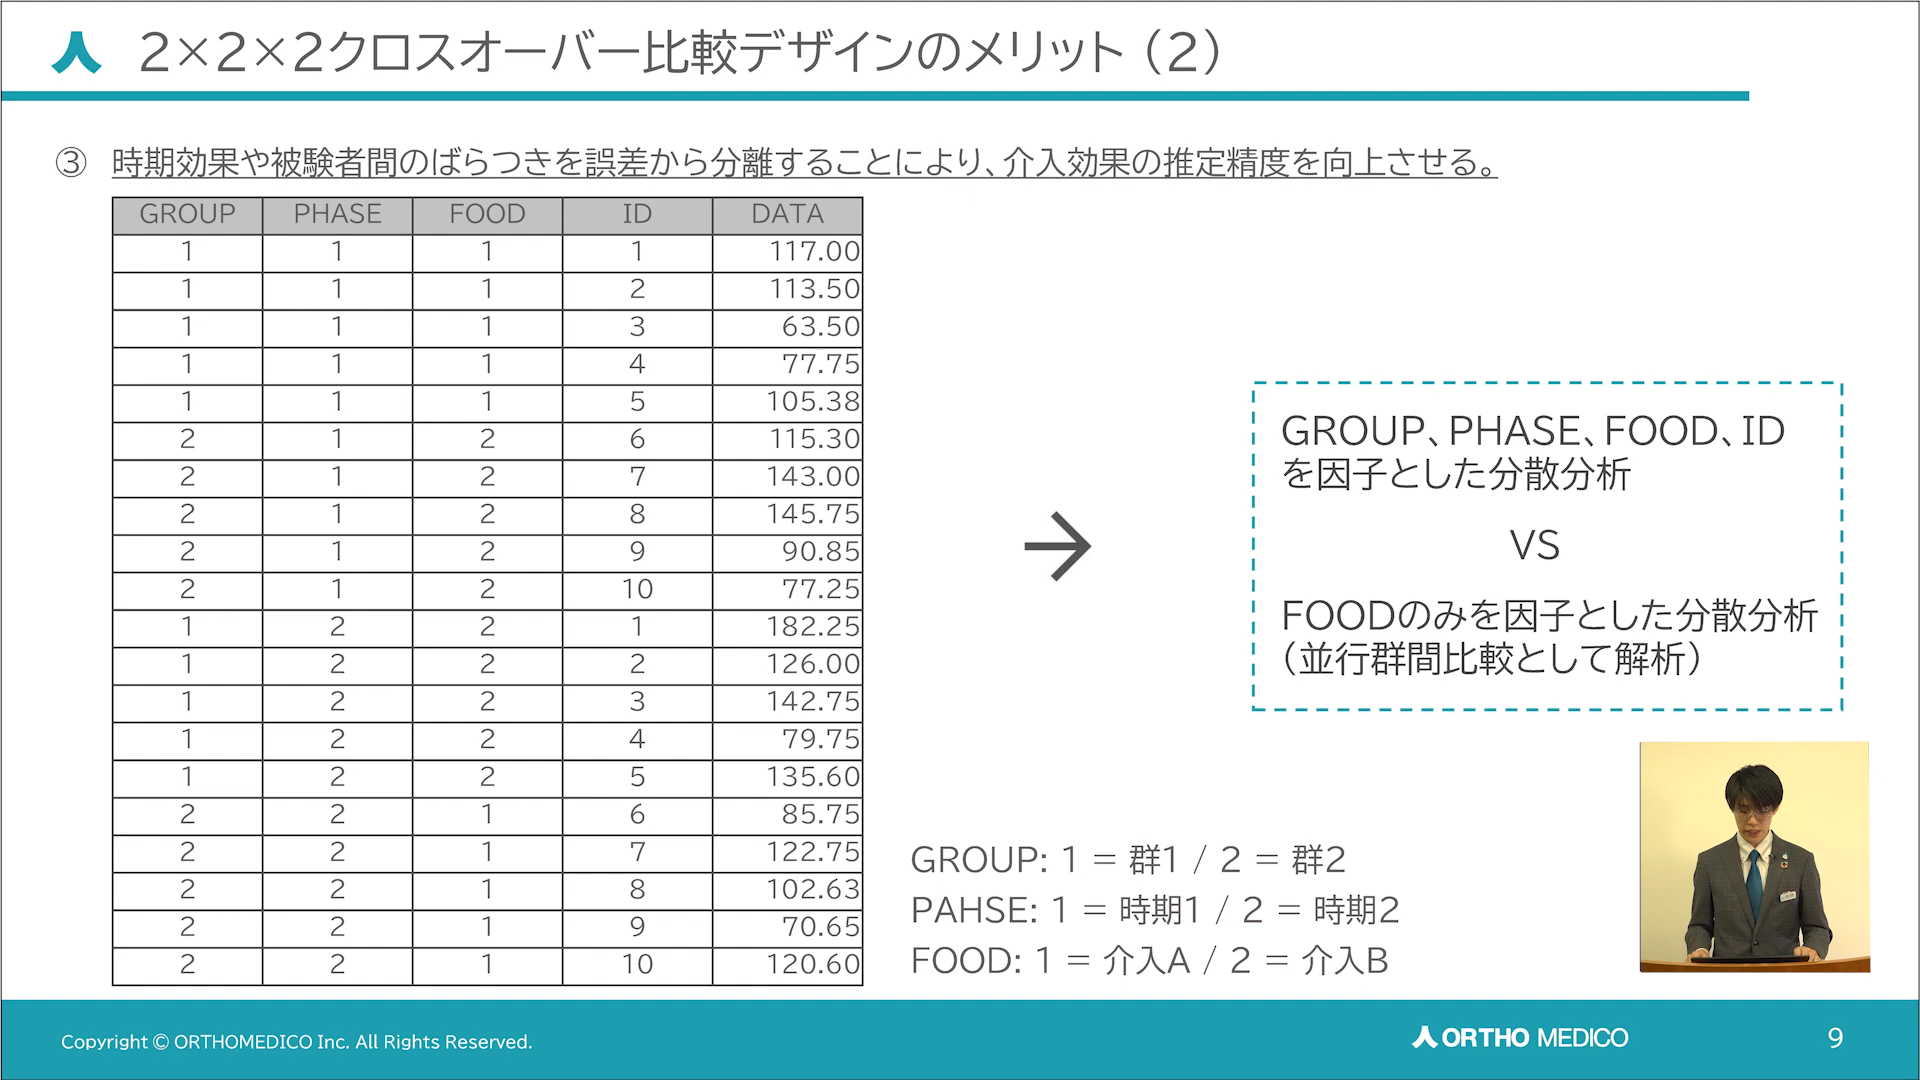 2×2×2クロスオーバー比較デザインのメリット（2）
③ 時期効果や被験者間のばらつきを誤差から分離することにより、介入効果の推定精度を向上させる。
GROUP PHASE FOOD ID DATA
1 1 1 1 117.00
1 1 1 2 113.50
1 1 1 3 63.50
1 1 1 4 77.75
1 1 1 5 105.38
2 1 2 6 115.30
2 1 2 7 143.00
2 1 2 8 145.75
2 1 2 9 90.85
2 1 2 10 77.25
1 2 2 1 182.25
1 2 2 2 126.00
1 2 2 3 142.75
1 2 2 4 79.75
1 2 2 5 135.60
2 2 1 6 85.75
2 2 1 7 122.75
2 2 1 8 102.63
2 2 1 9 70.65
2 2 1 10 120.60
GROUP、PHASE、FOOD、ID
を因子とした分散分析
VS
FOODのみを因子とした分散分析
（並行群間比較として解析）
GROUP: 1 = 群1 / 2 = 群2
PAHSE: 1 = 時期1 / 2 = 時期2
FOOD: 1 = 介入A / 2 = 介入B
Copyright © ORTHOMEDICO Inc. All Rights Reserved.
ORTHO MEDICO
9